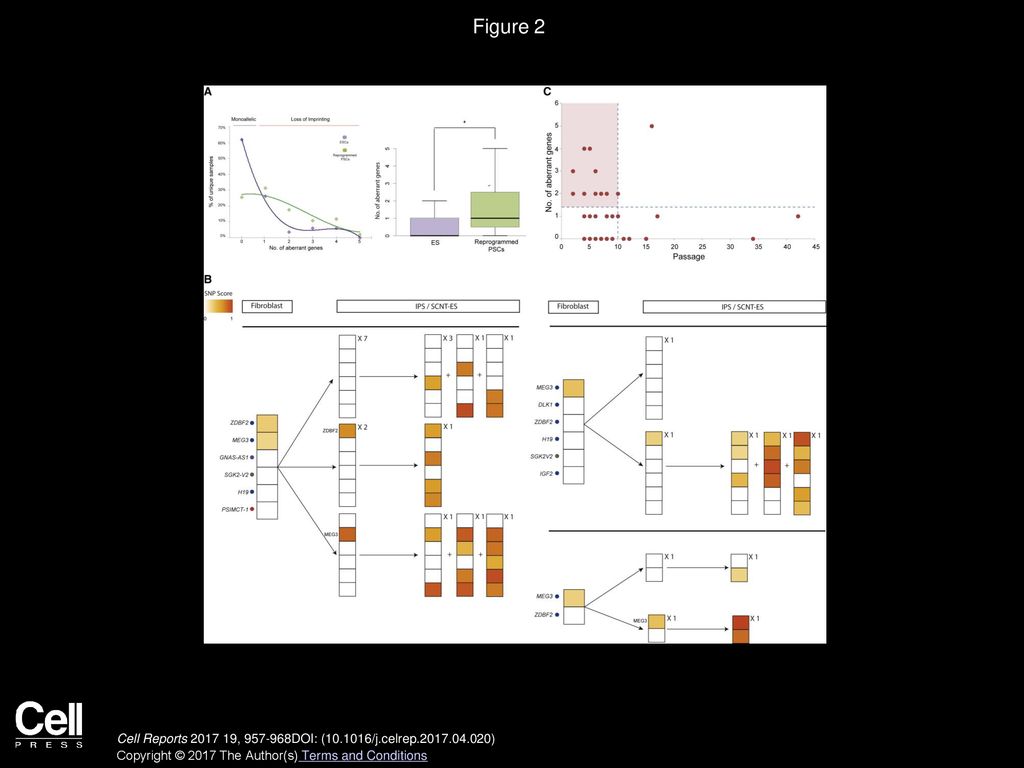 Figure 2
A
Monoallelic
Loss of Imprinting
70%
60%
50%
40%
30%
20%
10%
0%
% of unique samples
ESCs
Reprogrammed
PSCs
0 1 2 3 4 5
No. of aberrant genes
*
No. of aberrant genes
5
4
3
2
1
0
ES
Reprogrammed
PSCs
C
No. of aberrant genes
6
5
4
3
2
1
0
0 5 10 15 20 25 30 35 40 45
Passage
B
SNP Score
0 1
Fibroblast
IPS / SCNT-ES
ZDBF2
MEG3
GNAS-AS1
SGK2-V2
H19
PSIMCT-1
X 7
X 3
+
X 1
+
X 1
ZDBF2
X 2
X 1
MEG3
X 1
+
X 1
+
X 1
Fibroblast
IPS / SCNT-ES
MEG3
DLK1
ZDBF2
H19
SGK2V2
IGF2
X 1
X 1
X 1
+
X 1
+
X 1
MEG3
ZDBF2
X 1
X 1
MEG3
X 1
X 1
Cell
PRESS
Cell Reports 2017 19, 957-968DOI: (10.1016/j.celrep.2017.04.020)
Copyright © 2017 The Author(s) Terms and Conditions